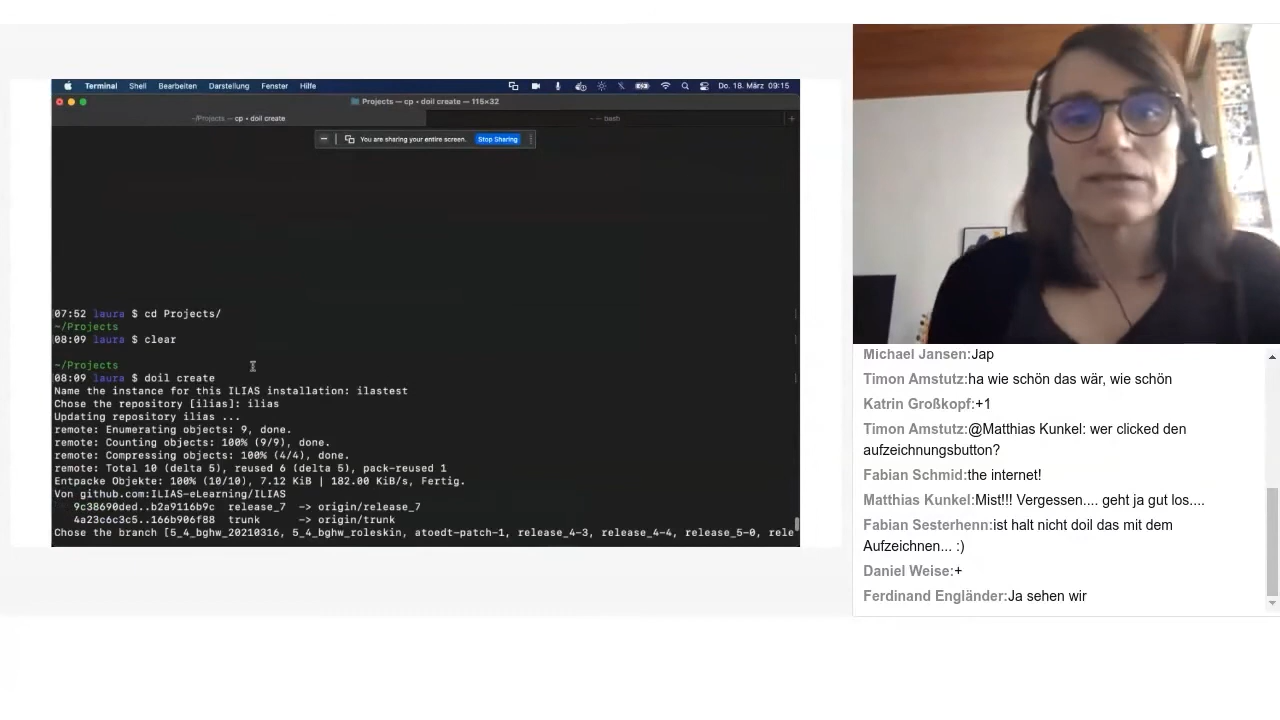 Terminal Shell Bearbeiten Darstellung Fenster Hilfe Do. 18. März 09:15
Projects — cp • doil create — 115×32
~/Projects — cp • doil create
~ — bash
You are sharing your entire screen. Stop Sharing
07:52 laura $ cd Projects/
~/Projects
08:09 laura $ clear
~/Projects
08:09 laura $ doil create
Name the instance for this ILIAS installation: ilastest
Chose the repository [ilias]: ilias
Updating repository ilias ...
remote: Enumerating objects: 9, done.
remote: Counting objects: 100% (9/9), done.
remote: Compressing objects: 100% (4/4), done.
remote: Total 10 (delta 5), reused 6 (delta 5), pack-reused 1
Entpacke Objekte: 100% (10/10), 7.12 KiB | 182.00 KiB/s, Fertig.
Von github.com:ILIAS-eLearning/ILIAS
9c38690ded..b2a9116b9c release_7 -> origin/release_7
4a23c6c3c5..166b906f88 trunk -> origin/trunk
Chose the branch [5_4_bghw_20210316, 5_4_bghw_roleskin, atoedt-patch-1, release_4-3, release_4-4, release_5-0, rele
Michael Jansen:Jap
Timon Amstutz:ha wie schön das wär, wie schön
Katrin Großkopf:+1
Timon Amstutz:@Matthias Kunkel: wer clicked den
aufzeichnungsbutton?
Fabian Schmid:the internet!
Matthias Kunkel:Mist!!! Vergessen.... geht ja gut los....
Fabian Sesterhenn:ist halt nicht doil das mit dem
Aufzeichnen... :)
Daniel Weise:+
Ferdinand Engländer:Ja sehen wir